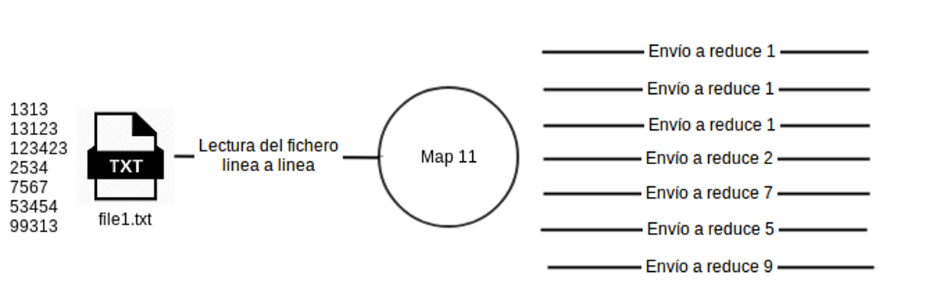 1313
13123
123423
2534
7567
53454
99313
TXT
file1.txt
Lectura del fichero
linea a linea
Map 11
Envío a reduce 1
Envío a reduce 1
Envío a reduce 1
Envío a reduce 2
Envío a reduce 7
Envío a reduce 5
Envío a reduce 9